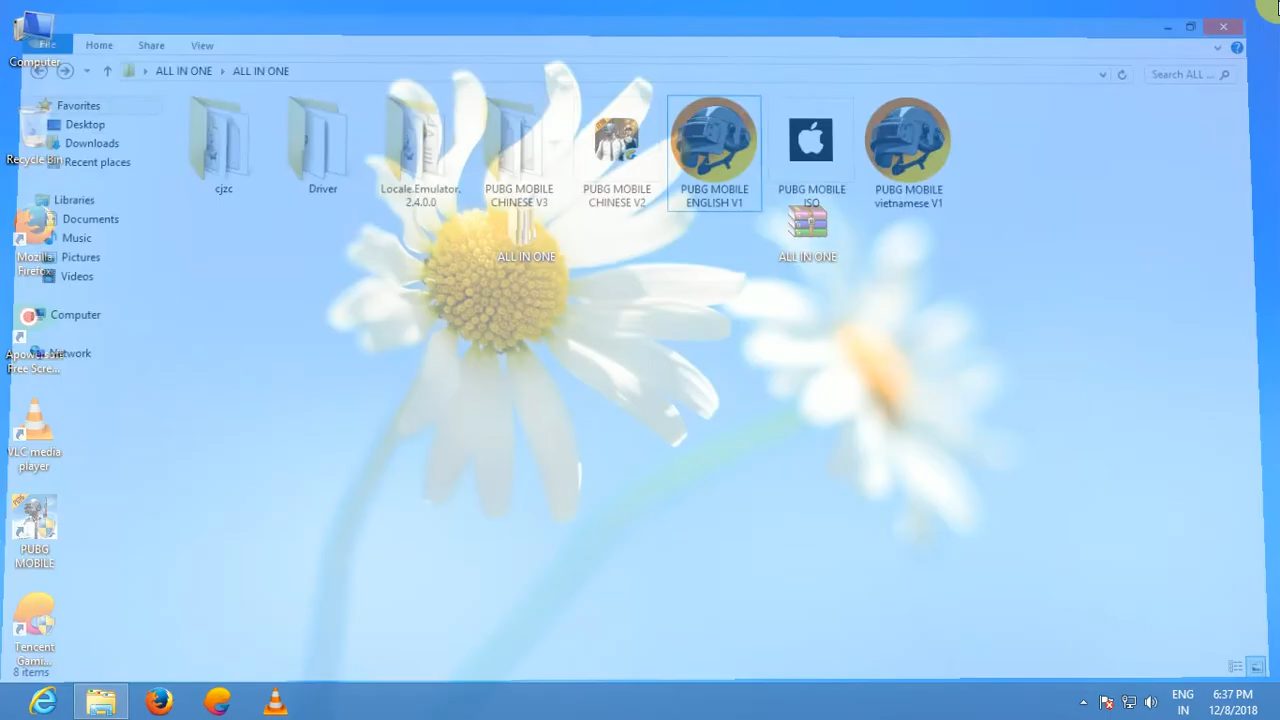 Computer
File
Home
Share
View
ALL IN ONE
ALL IN ONE
Search ALL ...
Favorites
Desktop
Downloads
Recycle Bin
Recent places
Libraries
Documents
Music
Mozilla
Firefox
Pictures
Videos
Computer
Network
Free Scre...
VLC media
player
PUBG
MOBILE
Tencent
Gami...
8 items
cjzc
Driver
Locale.Emulator.
2.4.0.0
PUBG MOBILE
CHINESE V3
PUBG MOBILE
CHINESE V2
PUBG MOBILE
ENGLISH V1
PUBG MOBILE
ISO
PUBG MOBILE
vietnamese V1
ALL IN ONE
ALL IN ONE
ENG
IN
6:37 PM
12/8/2018